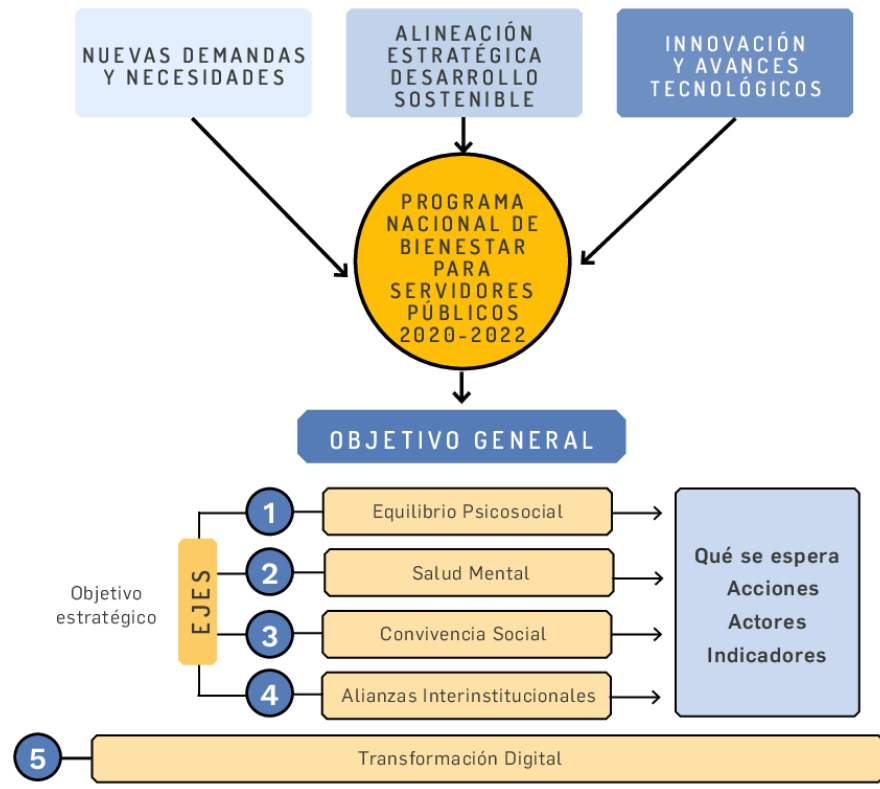 NUEVAS DEMANDAS
Y NECESIDADES
ALINEACIÓN
ESTRATÉGICA
DESARROLLO
SOSTENIBLE
INNOVACIÓN
Y AVANCES
TECNOLÓGICOS
PROGRAMA
NACIONAL DE
BIENESTAR
PARA
SERVIDORES
PÚBLICOS
2020-2022
OBJETIVO GENERAL
Objetivo
estratégico
EJES
1
Equilibrio Psicosocial
2
Salud Mental
3
Convivencia Social
4
Alianzas Interinstitucionales
Qué se espera
Acciones
Actores
Indicadores
5
Transformación Digital